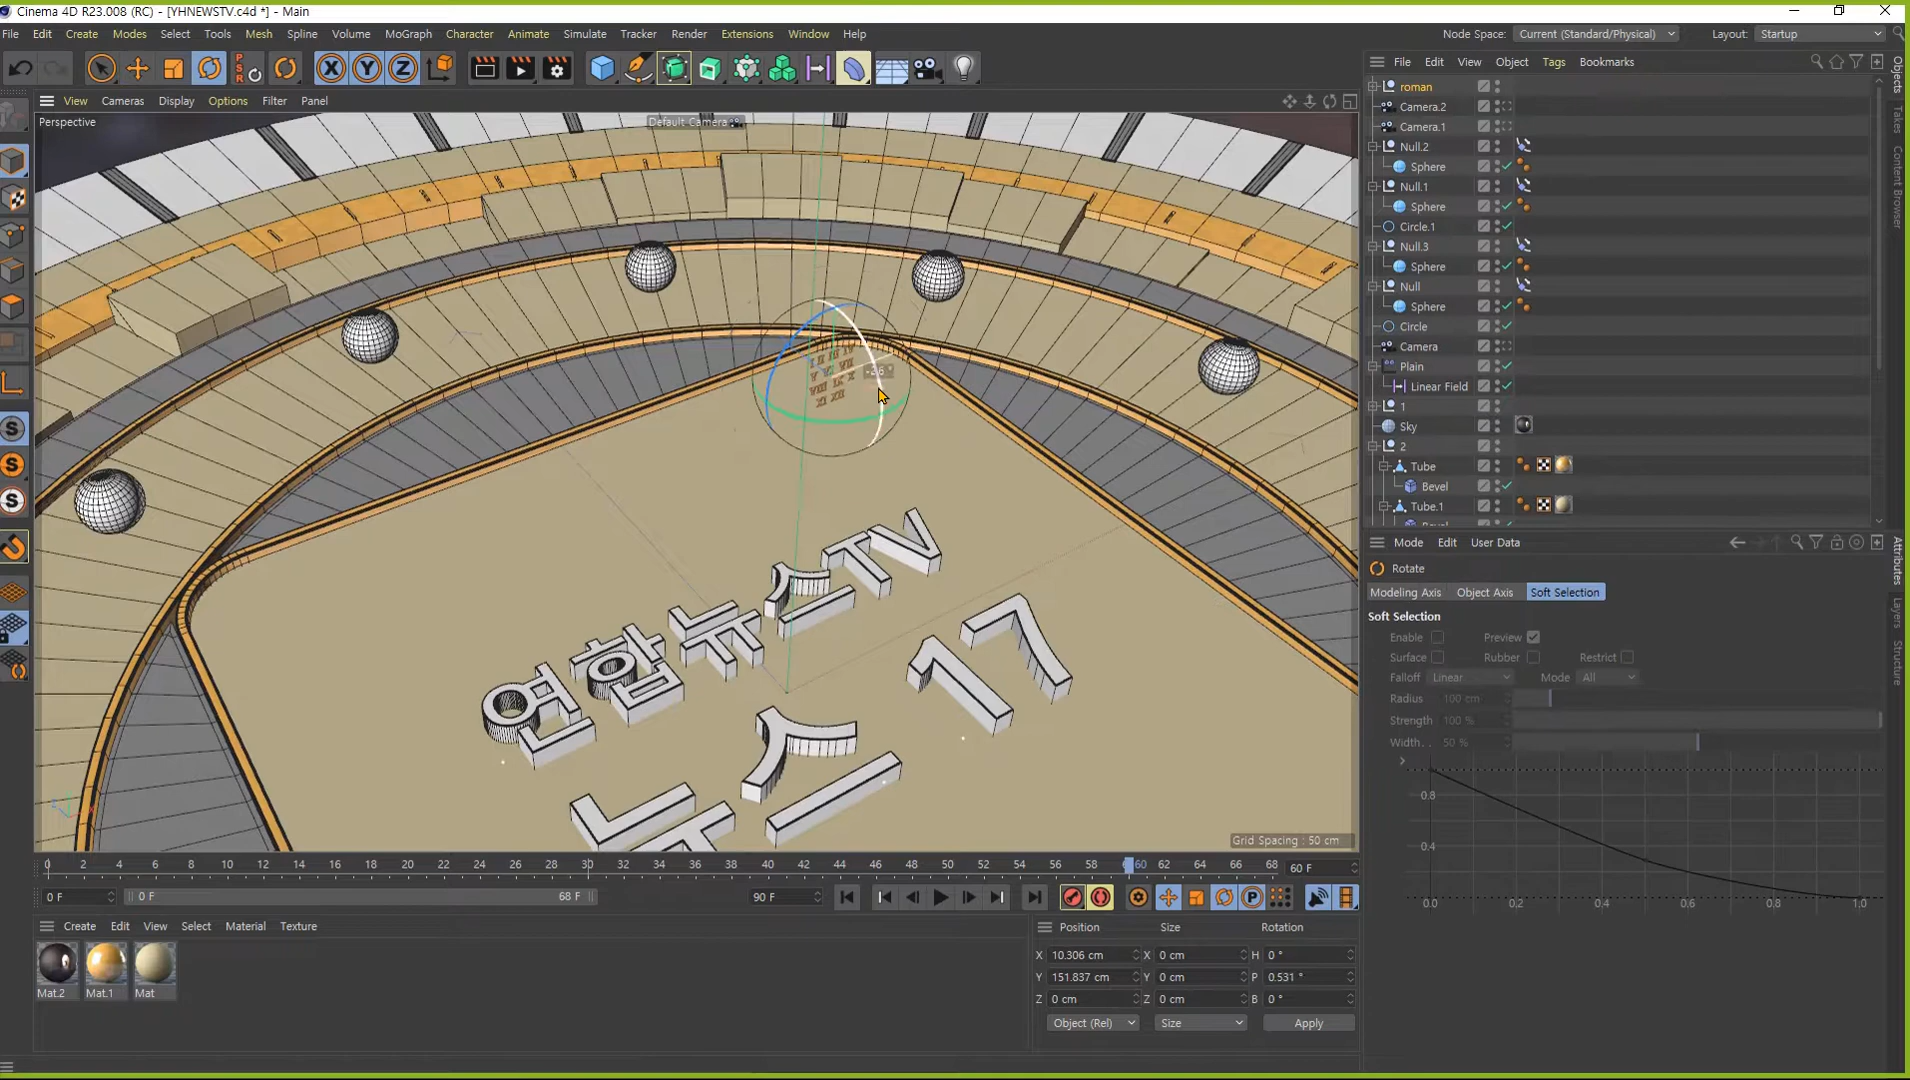 Cinema 4D R23.008 (RC) - [YHNEWSTV.c4d *] - Main
File Edit Create Modes Select Tools Mesh Spline Volume MoGraph Character Animate Simulate Tracker Render Extensions Window Help
Node Space: Current (Standard/Physical) Layout: Startup
PSR
X Y Z
File Edit View Object Tags Bookmarks
View Cameras Display Options Filter Panel
Perspective
Default Camera
roman
Camera.2
Camera.1
Null.2
Sphere
Null.1
Sphere
Circle.1
Null.3
Sphere
Null
Sphere
Circle
Camera
Plain
Linear Field
1
Sky
2
Tube
Bevel
Tube.1
Bevel
Objects
Takes
Content Browser
Attributes
Layers
Structure
연합뉴스TV
17
뉴스
Grid Spacing : 50 cm
Mode Edit User Data
Rotate
Modeling Axis Object Axis Soft Selection
Soft Selection
Enable Preview
Surface Rubber Restrict
Falloff Linear Mode All
Radius 100 cm
Strength 100 %
Width . . 50 %
0.8
0.4
0.0 0.2 0.4 0.6 0.8 1.0
0 2 4 6 8 10 12 14 16 18 20 22 24 26 28 30 32 34 36 38 40 42 44 46 48 50 52 54 56 58 60 62 64 66 68 60 F
0 F 0 F 68 F 90 F
Create Edit View Select Material Texture
Mat.2 Mat.1 Mat
Position Size Rotation
X 10.306 cm X 0 cm H 0 °
Y 151.837 cm Y 0 cm P 0.531 °
Z 0 cm Z 0 cm B 0 °
Object (Rel) Size Apply